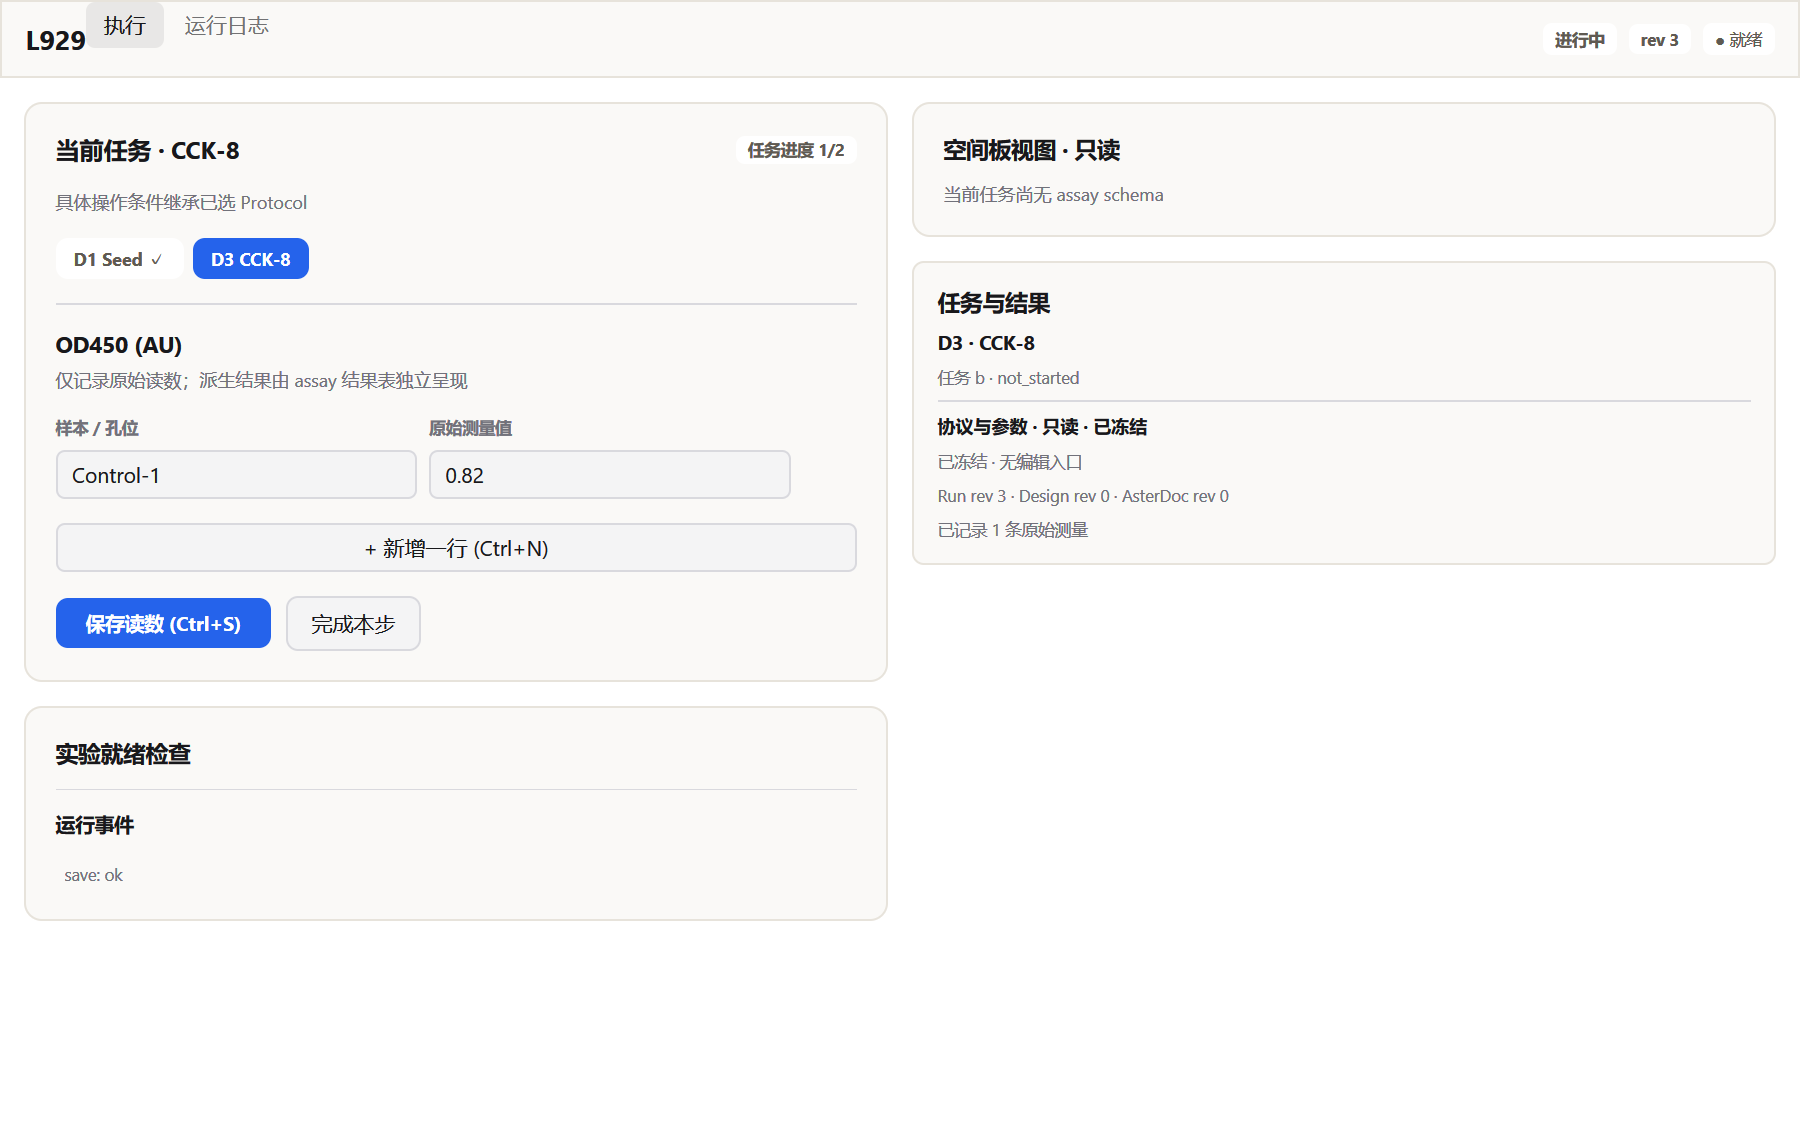 L929 执行 运行日志 进行中 rev 3 ● 就绪
当前任务 · CCK-8 任务进度 1/2
具体操作条件继承已选 Protocol
D1 Seed ✓ D3 CCK-8
OD450 (AU)
仅记录原始读数；派生结果由 assay 结果表独立呈现
样本 / 孔位 原始测量值
Control-1 0.82
+ 新增一行 (Ctrl+N)
保存读数 (Ctrl+S) 完成本步
实验就绪检查
运行事件
save: ok
空间板视图 · 只读
当前任务尚无 assay schema
任务与结果
D3 · CCK-8
任务 b · not_started
协议与参数 · 只读 · 已冻结
已冻结 · 无编辑入口
Run rev 3 · Design rev 0 · AsterDoc rev 0
已记录 1 条原始测量